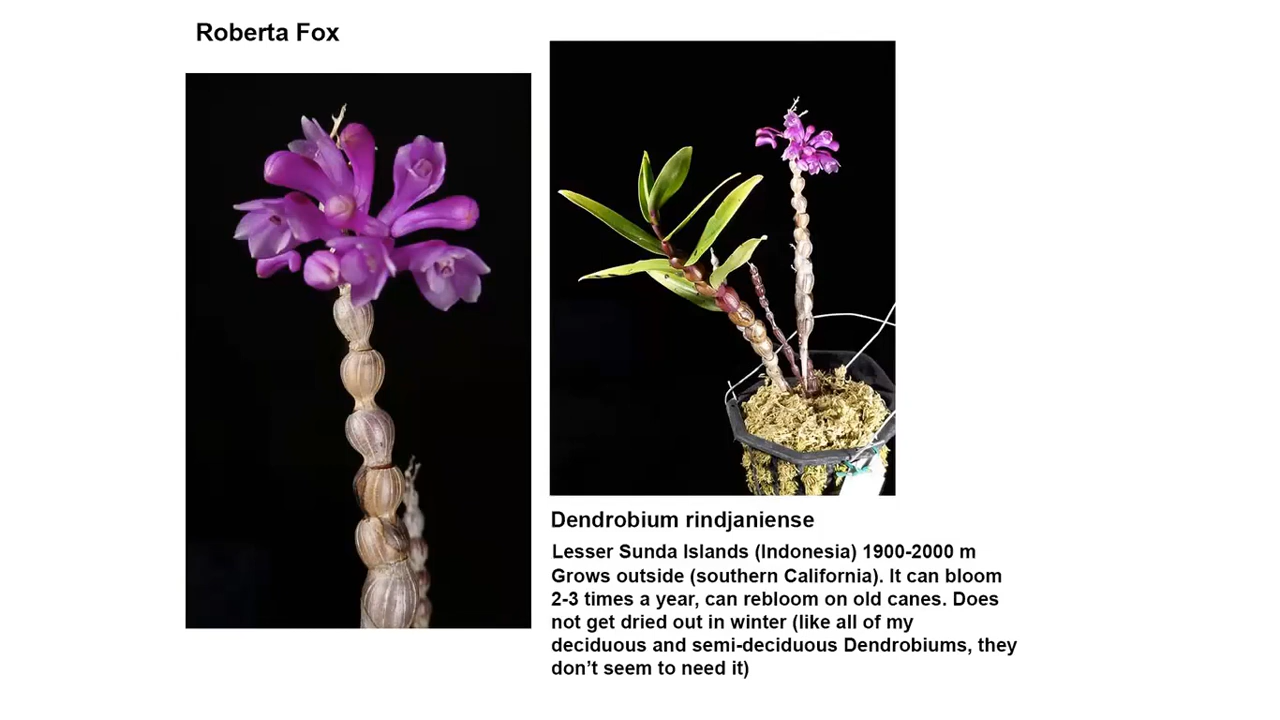 Roberta Fox
Dendrobium rindjaniense
Lesser Sunda Islands (Indonesia) 1900-2000 m
Grows outside (southern California). It can bloom
2-3 times a year, can rebloom on old canes. Does
not get dried out in winter (like all of my
deciduous and semi-deciduous Dendrobiums, they
don’t seem to need it)